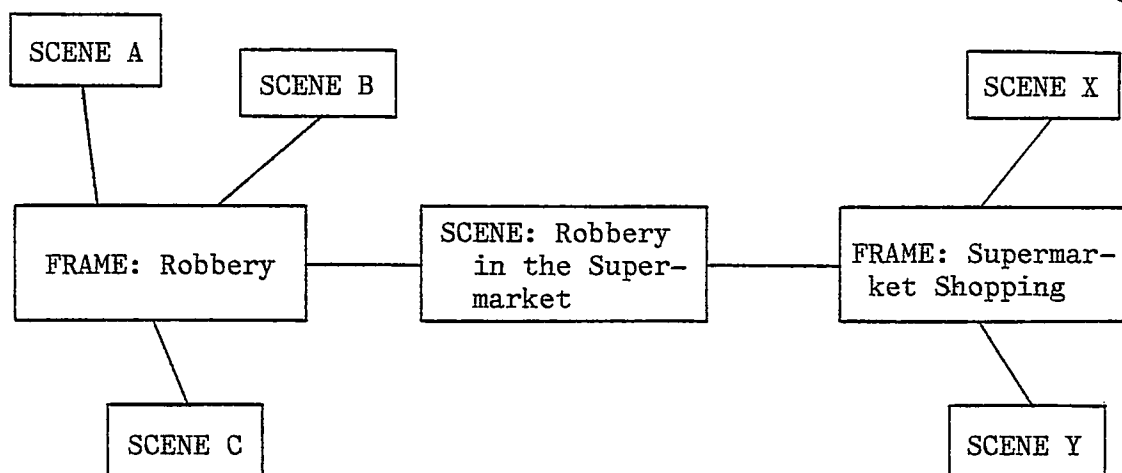 SCENE A
SCENE B
SCENE X
FRAME: Robbery
SCENE: Robbery
in the Super-
market
FRAME: Supermar-
ket Shopping
SCENE C
SCENE Y